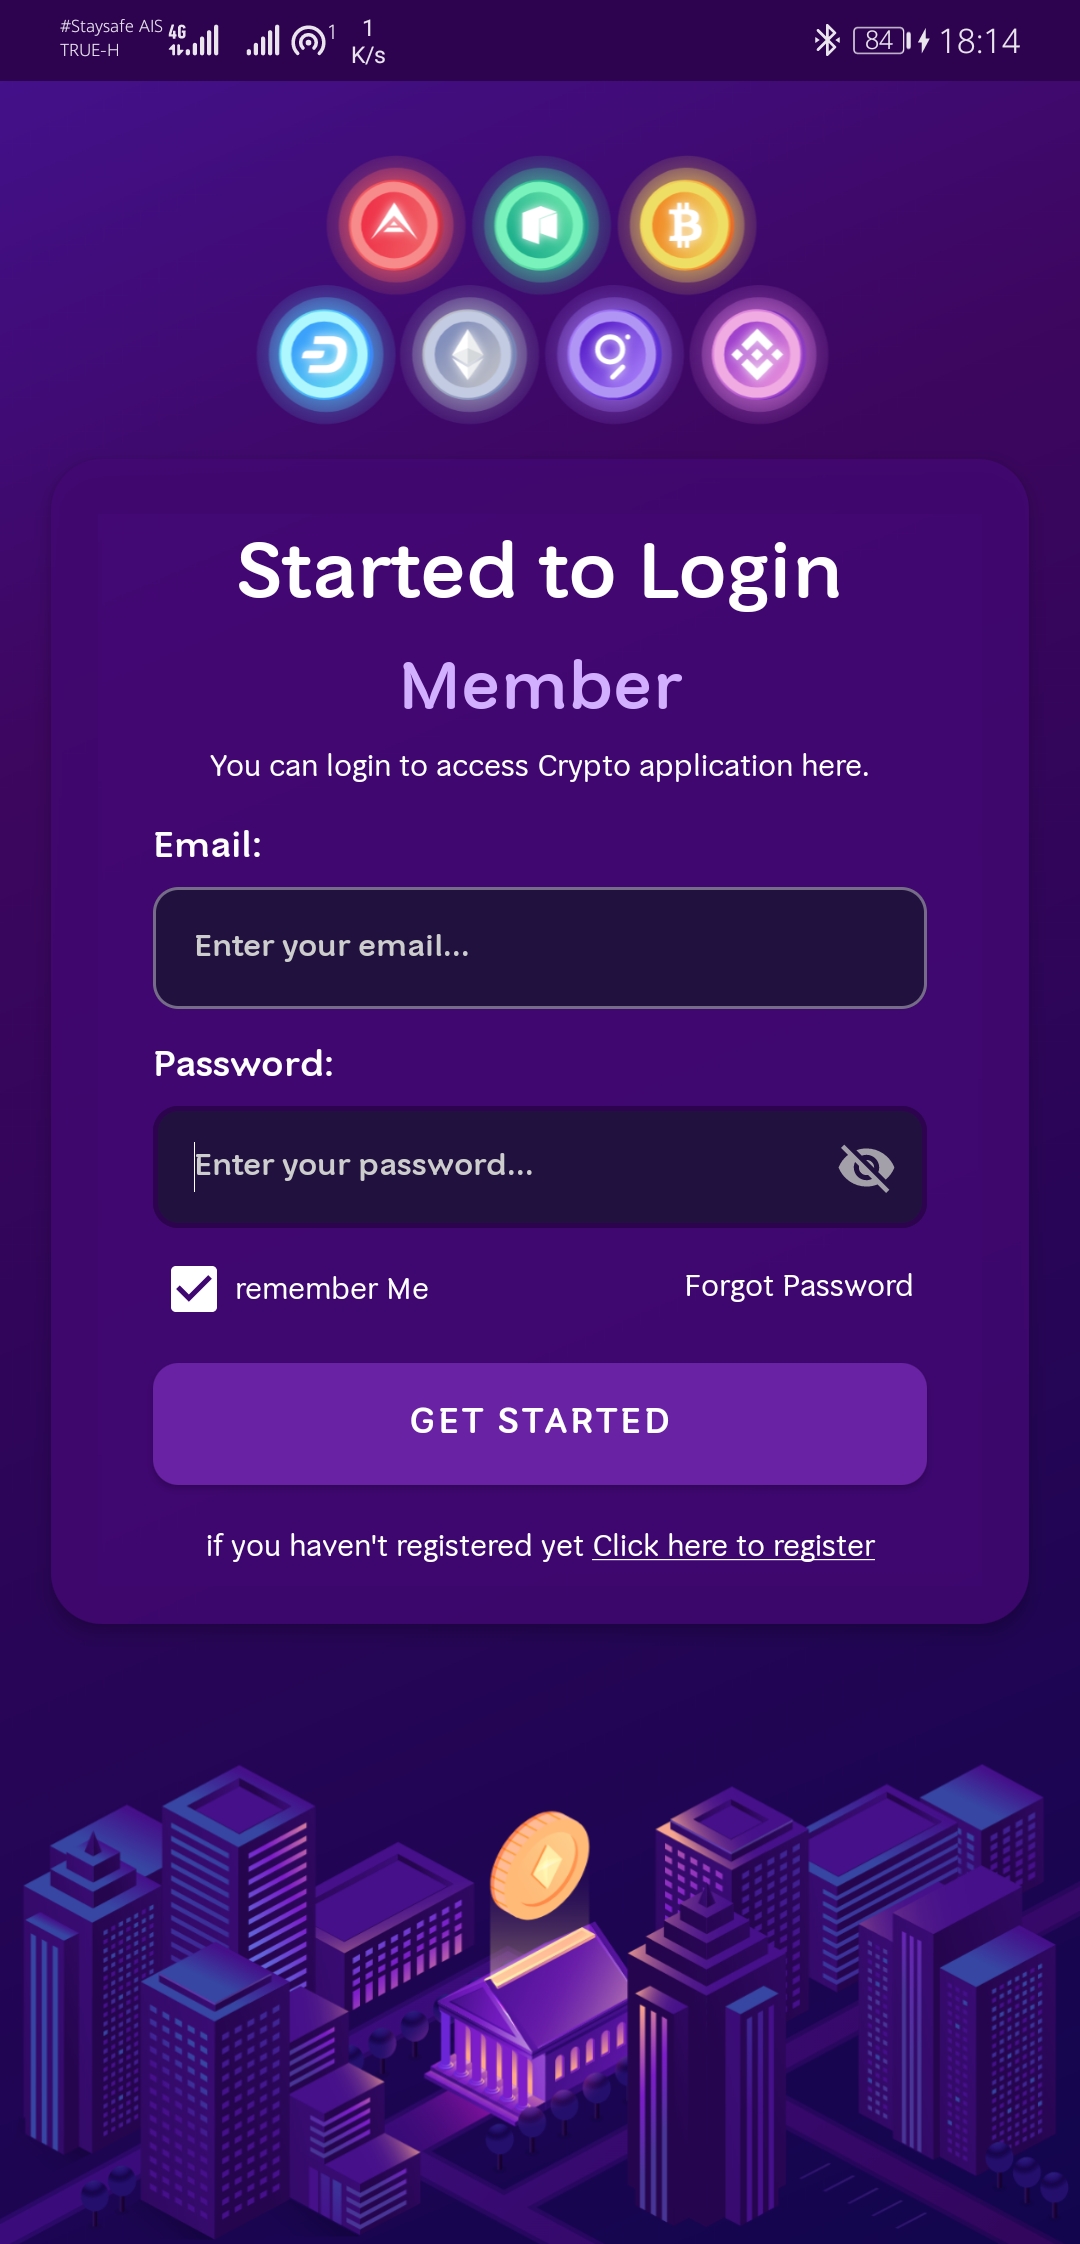 #Staysafe AIS 4G 1 1 84 18:14
TRUE-H K/s
Started to Login
Member
You can login to access Crypto application here.
Email:
Enter your email...
Password:
Enter your password...
remember Me Forgot Password
GET STARTED
if you haven't registered yet Click here to register